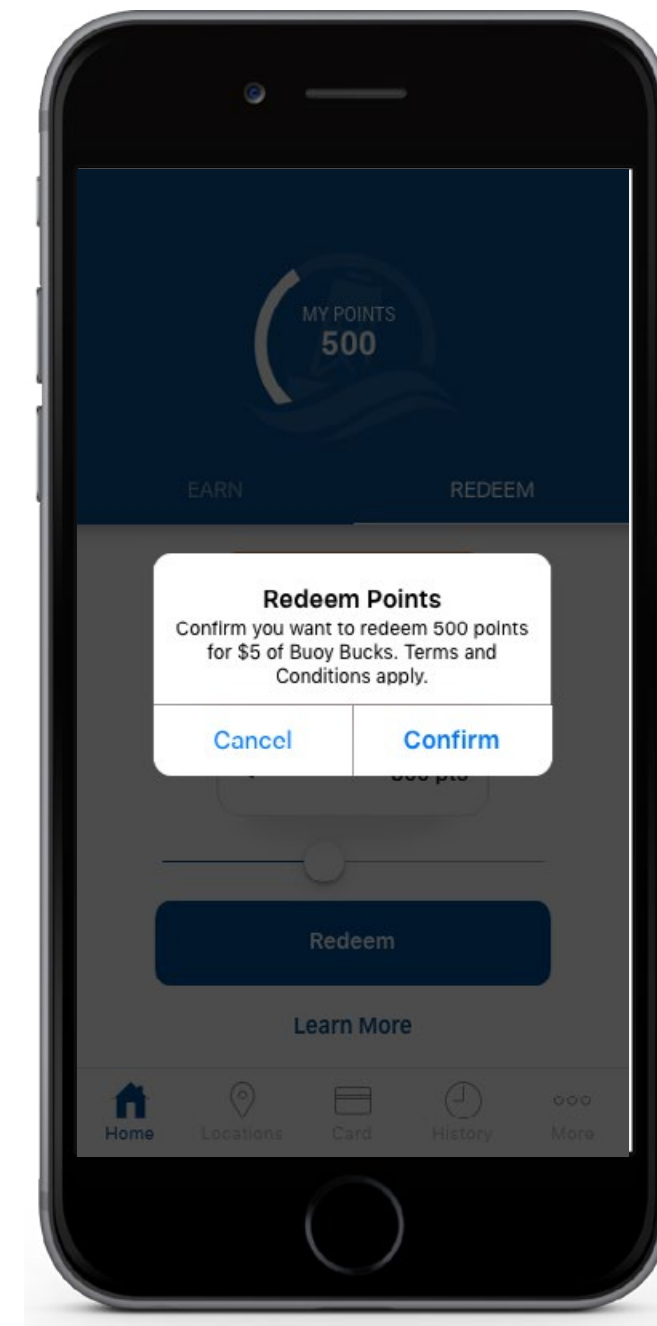 MY POINTS
500
EARN
REDEEM
Redeem Points
Confirm you want to redeem 500 points
for $5 of Buoy Bucks. Terms and
Conditions apply.
Cancel
Confirm
Redeem
Learn More
Home
Locations
Card
History
More